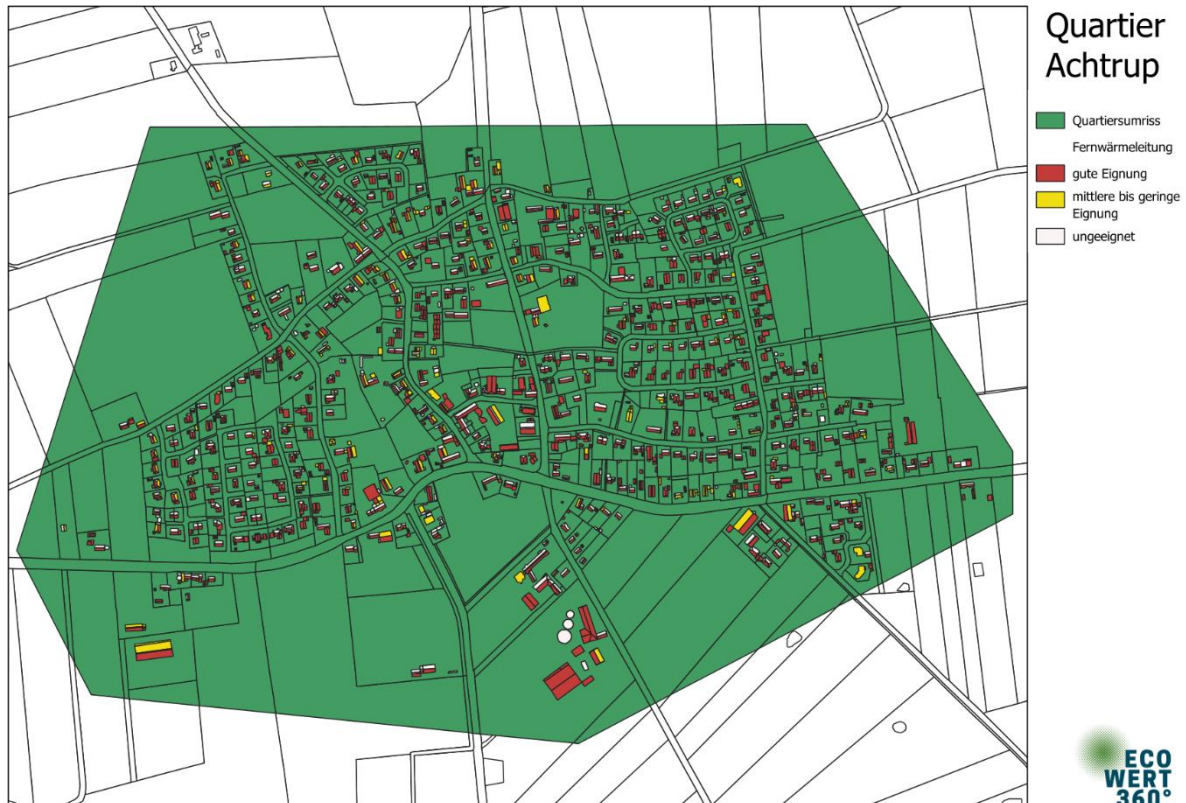 Quartier
Achtrup
Quartiersumriss
Fernwärmeleitung
gute Eignung
mittlere bis geringe
Eignung
ungeeignet
ECO
WERT
360°